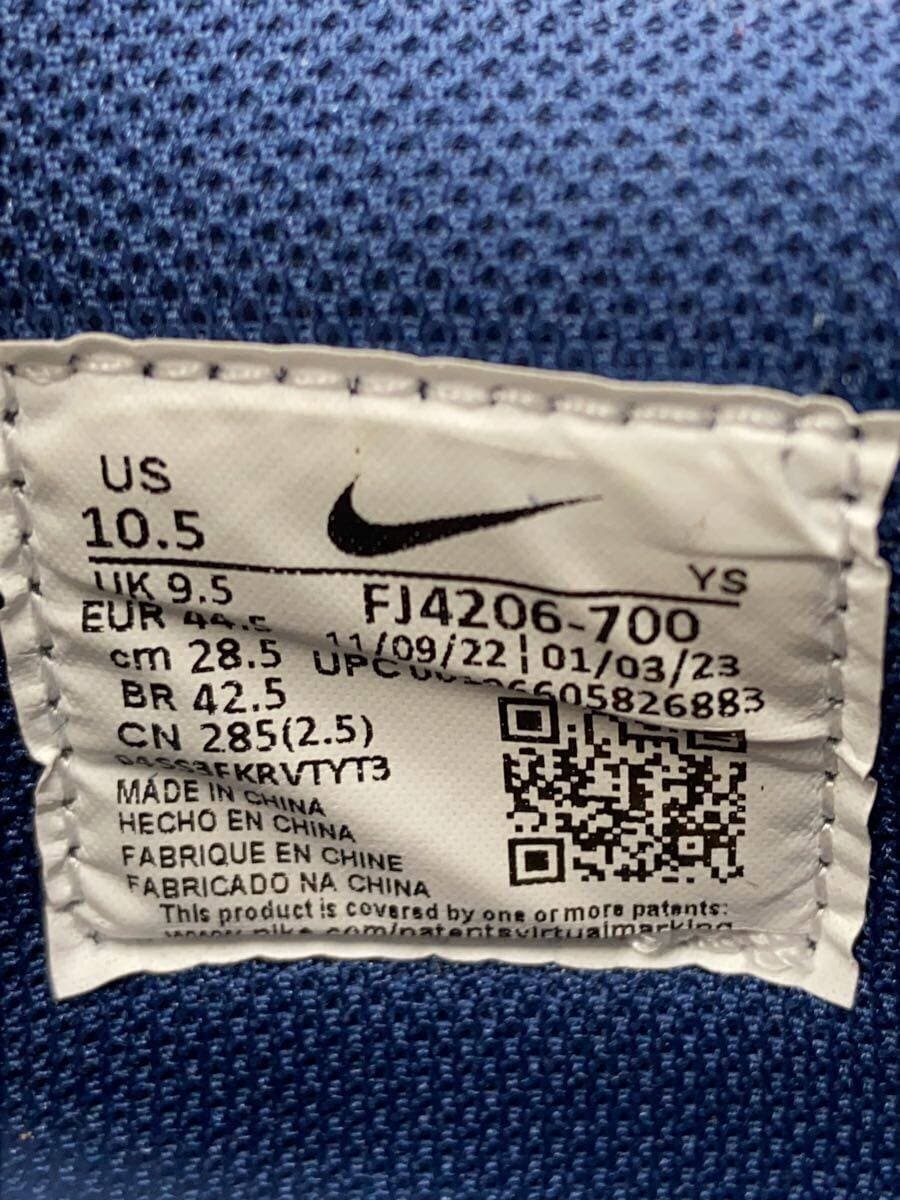 US
10.5
YS
UK 9.5
FJ4206-700
EUR 44.5
11/09/22 | 01/03/23
cm 28.5
UPC
BR 42.5
CN 285(2.5)
MADE IN CHINA
HECHO EN CHINA
FABRIQUE EN CHINE
FABRICADO NA CHINA
This product is covered by one or more patents: